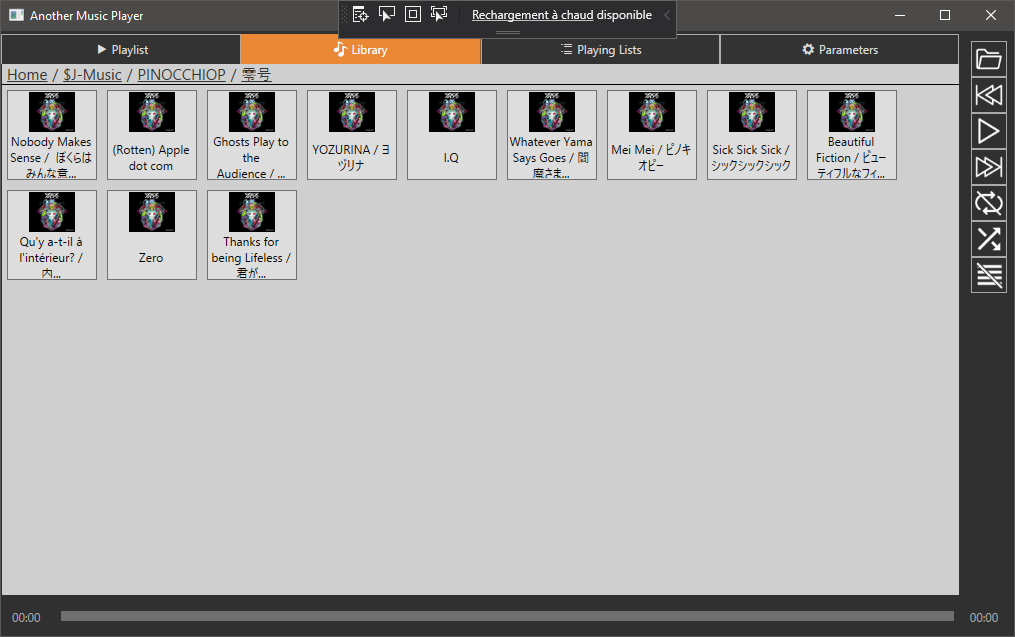 Another Music Player
Rechargement à chaud disponible
Playlist
Library
Playing Lists
Parameters
Home / $J-Music / PINOCCHIOP / 零号
Nobody Makes
Sense / ぼくらは
みんな意...
(Rotten) Apple
dot com
Ghosts Play to
the
Audience / ...
YOZURINA / ヨ
ヅリナ
I.Q
Whatever Yama
Says Goes / 閻
魔さま...
Mei Mei / ピノキ
オピー
Sick Sick Sick /
シックシックシック
Beautiful
Fiction / ビュー
ティフルなフィ...
Qu'y a-t-il à
l'intérieur? /
内...
Zero
Thanks for
being Lifeless /
君が...
00:00
00:00